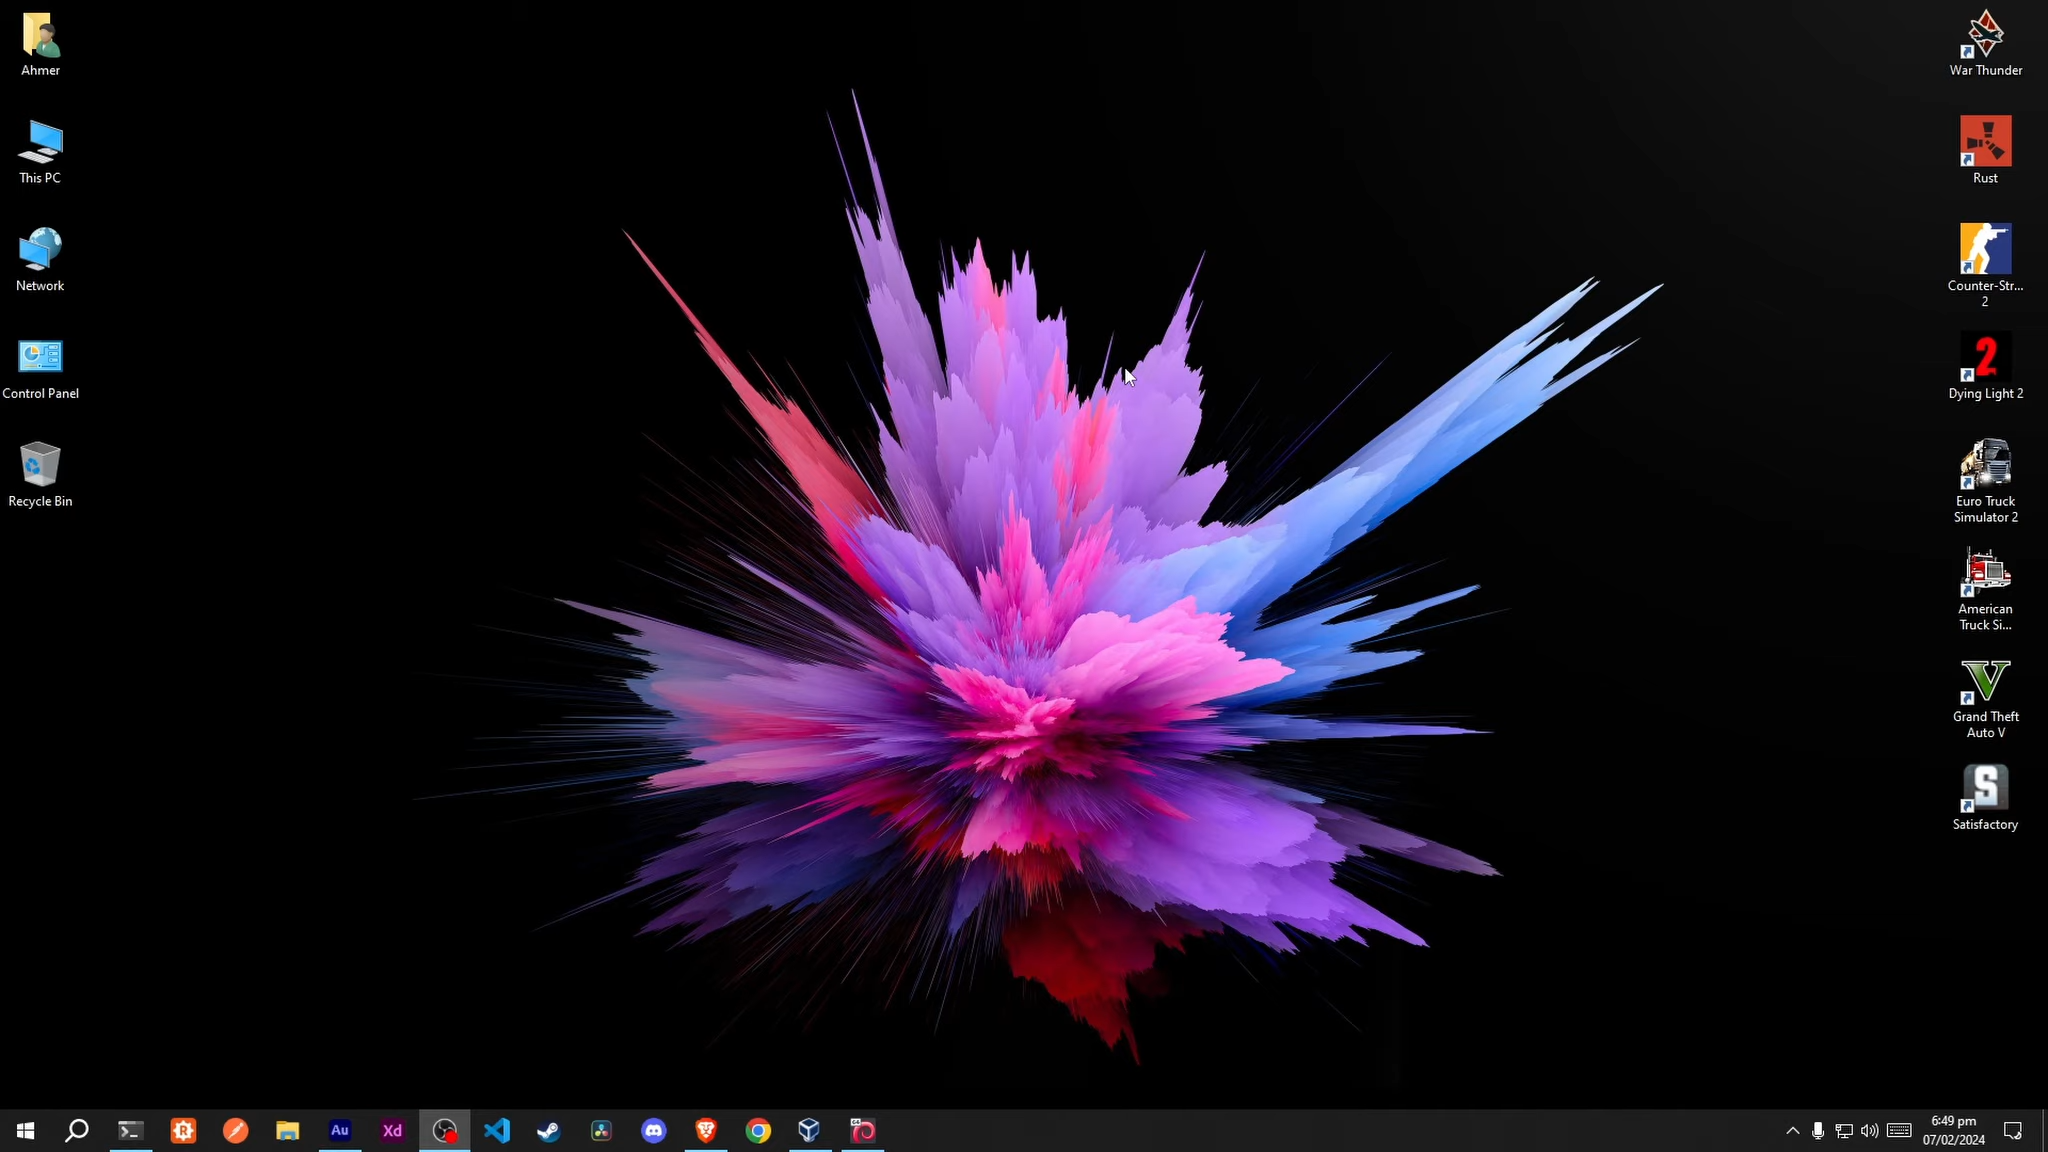 Ahmer
This PC
Network
Control Panel
Recycle Bin
War Thunder
Rust
Counter-Str...
2
2
Dying Light 2
Euro Truck
Simulator 2
American
Truck Si...
V
Grand Theft
Auto V
S
Satisfactory
R
Au
Xd
6:49 pm
07/02/2024